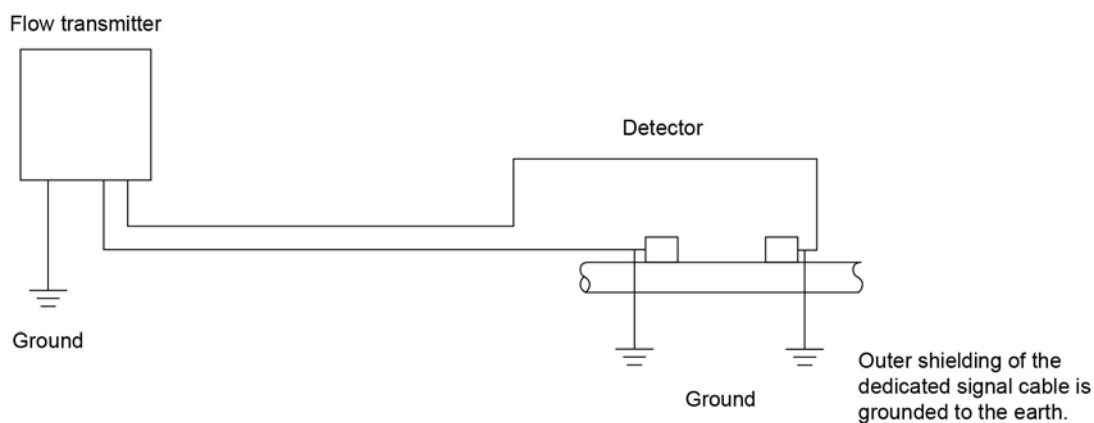 Flow transmitter
Detector
Ground
Ground
Outer shielding of the
dedicated signal cable is
grounded to the earth.